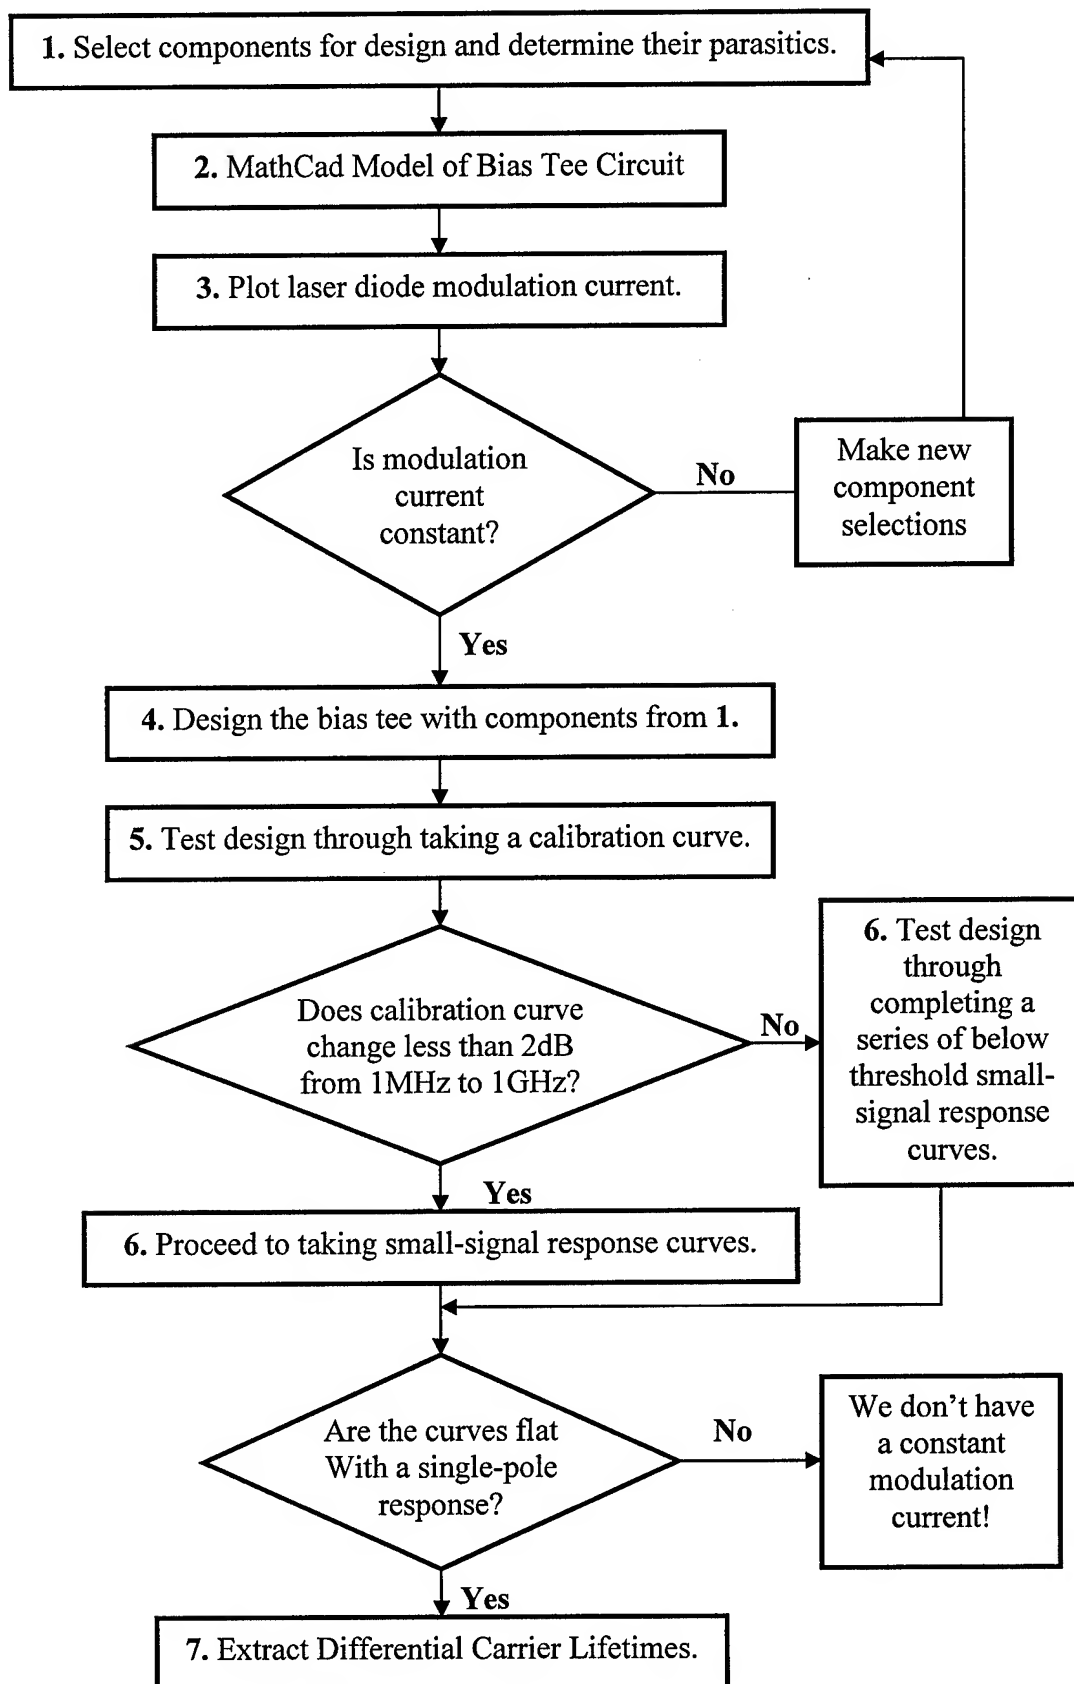 1. Select components for design and determine their parasitics.
2. MathCad Model of Bias Tee Circuit
3. Plot laser diode modulation current.
Is modulation
current
constant?
No
Make new
component
selections
Yes
4. Design the bias tee with components from 1.
5. Test design through taking a calibration curve.
Does calibration curve
change less than 2dB
from 1MHz to 1GHz?
No
6. Test design
through
completing a
series of below
threshold small-
signal response
curves.
Yes
6. Proceed to taking small-signal response curves.
Are the curves flat
With a single-pole
response?
No
We don't have
a constant
modulation
current!
Yes
7. Extract Differential Carrier Lifetimes.